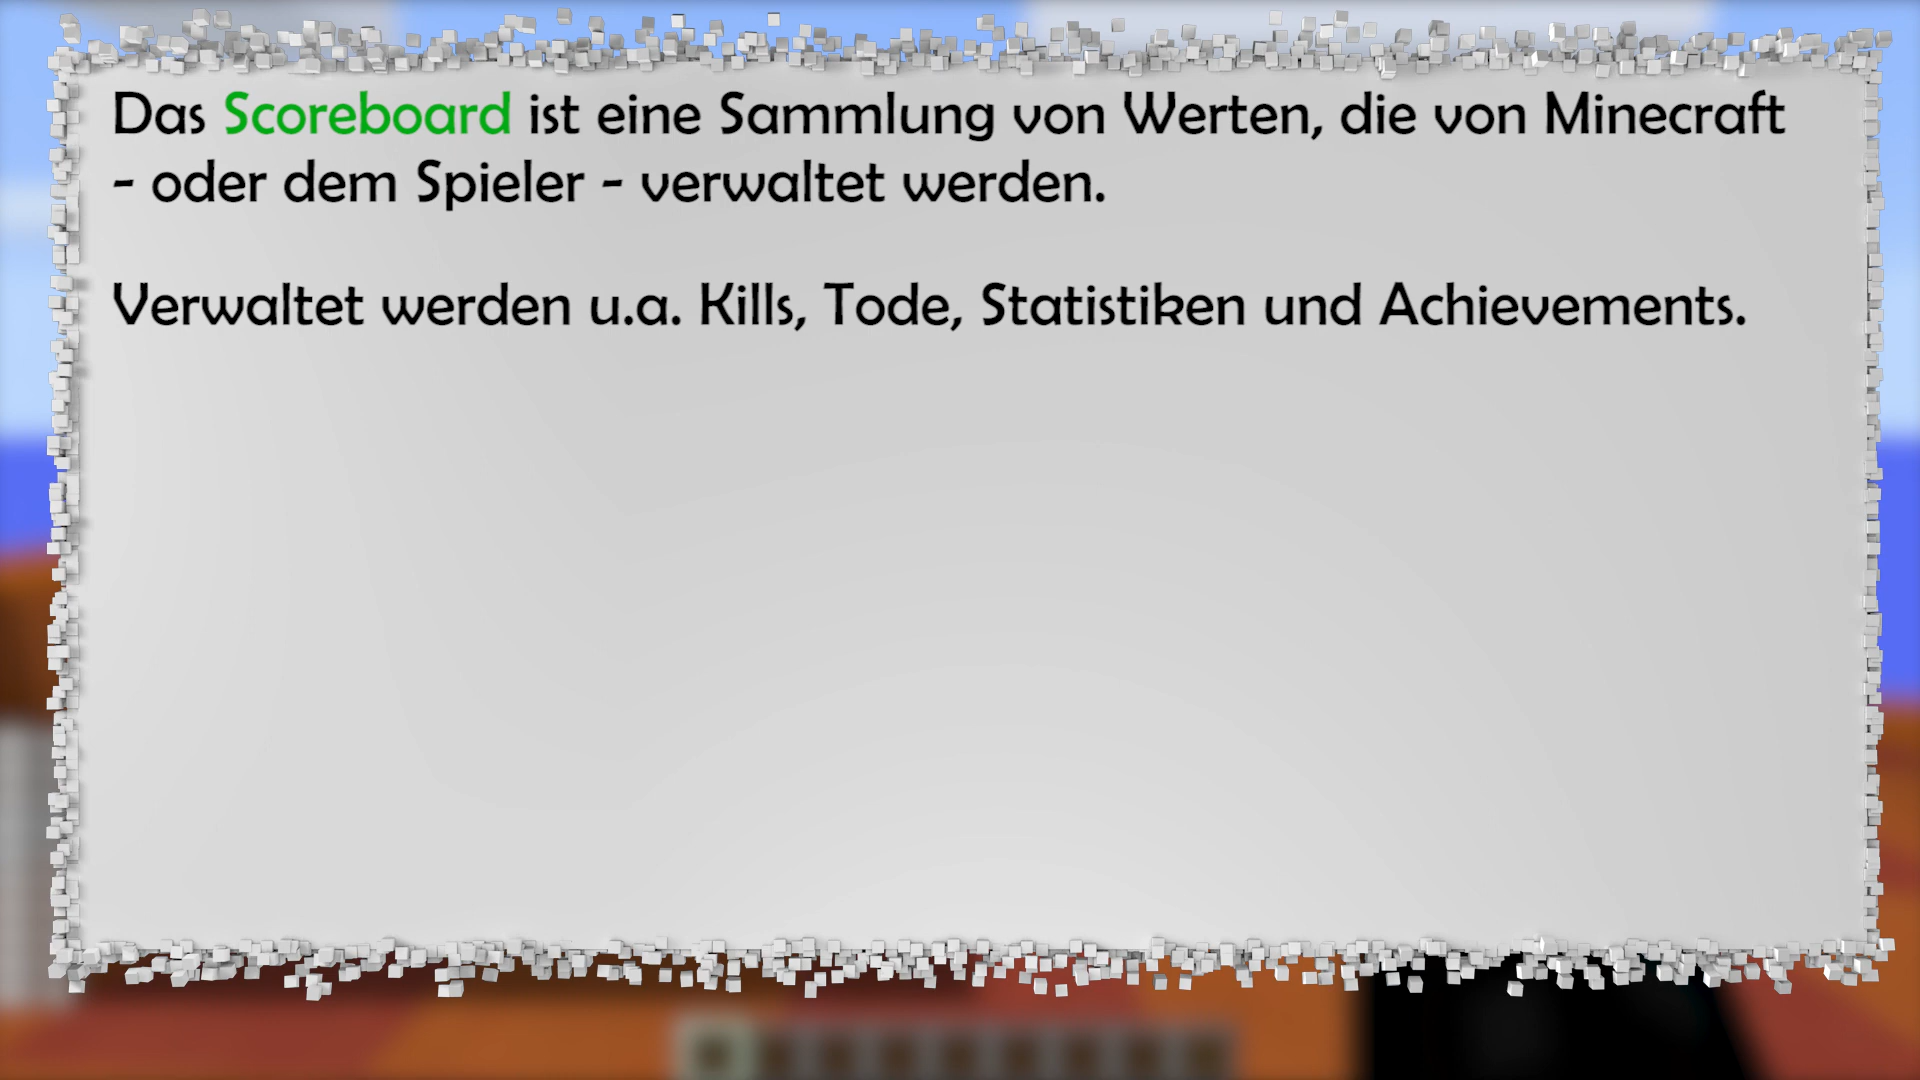 Das Scoreboard ist eine Sammlung von Werten, die von Minecraft
- oder dem Spieler - verwaltet werden.
Verwaltet werden u.a. Kills, Tode, Statistiken und Achievements.